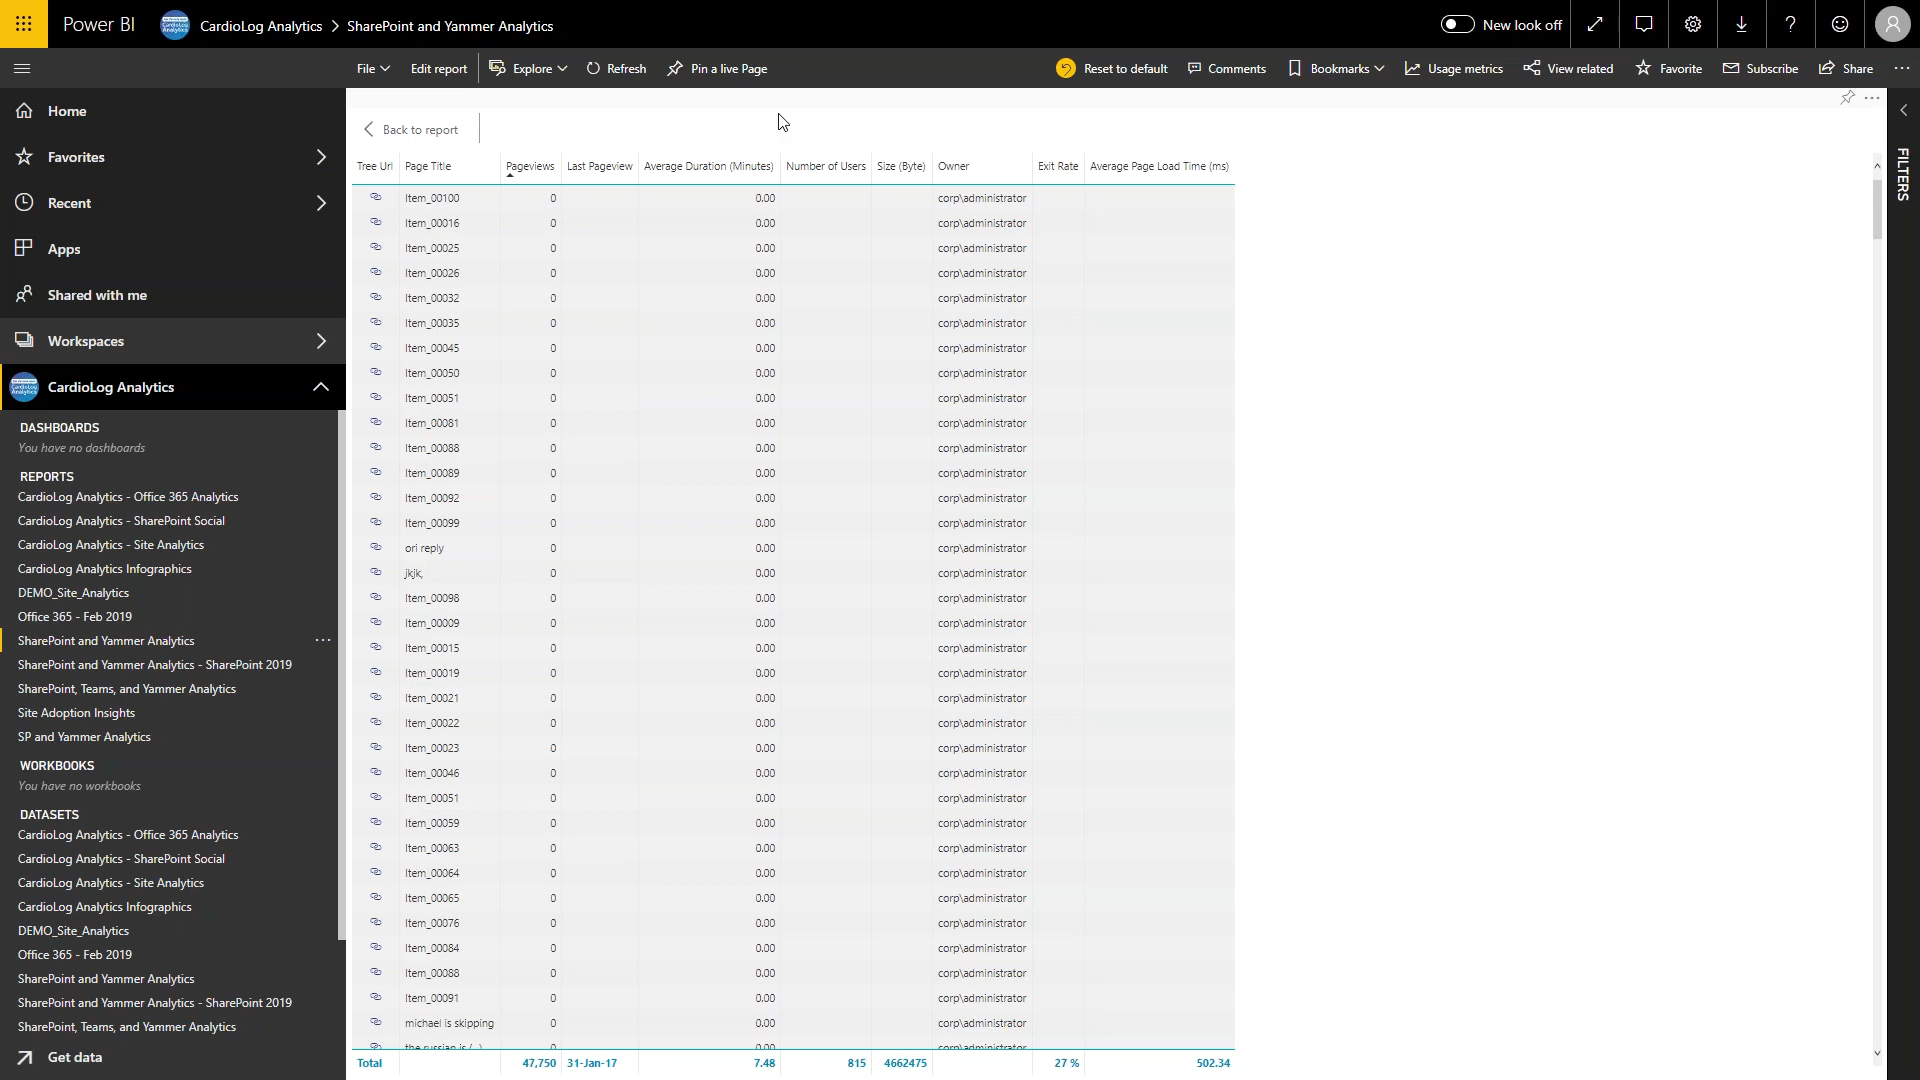 Power BI CardioLog Analytics CardioLog Analytics SharePoint and Yammer Analytics New look off
File Edit report Explore Refresh Pin a live Page Reset to default Comments Bookmarks Usage metrics View related Favorite Subscribe Share
Home
Favorites
Recent
Apps
Shared with me
Workspaces
CardioLog Analytics
DASHBOARDS
You have no dashboards
REPORTS
CardioLog Analytics - Office 365 Analytics
CardioLog Analytics - SharePoint Social
CardioLog Analytics - Site Analytics
CardioLog Analytics Infographics
DEMO_Site_Analytics
Office 365 - Feb 2019
SharePoint and Yammer Analytics
SharePoint and Yammer Analytics - SharePoint 2019
SharePoint, Teams, and Yammer Analytics
Site Adoption Insights
SP and Yammer Analytics
WORKBOOKS
You have no workbooks
DATASETS
CardioLog Analytics - Office 365 Analytics
CardioLog Analytics - SharePoint Social
CardioLog Analytics - Site Analytics
CardioLog Analytics Infographics
DEMO_Site_Analytics
Office 365 - Feb 2019
SharePoint and Yammer Analytics
SharePoint and Yammer Analytics - SharePoint 2019
SharePoint, Teams, and Yammer Analytics
Get data
Back to report
Tree Url Page Title Pageviews Last Pageview Average Duration (Minutes) Number of Users Size (Byte) Owner Exit Rate Average Page Load Time (ms)
Item_00100 0 0.00 corp\administrator
Item_00016 0 0.00 corp\administrator
Item_00025 0 0.00 corp\administrator
Item_00026 0 0.00 corp\administrator
Item_00032 0 0.00 corp\administrator
Item_00035 0 0.00 corp\administrator
Item_00045 0 0.00 corp\administrator
Item_00050 0 0.00 corp\administrator
Item_00051 0 0.00 corp\administrator
Item_00081 0 0.00 corp\administrator
Item_00088 0 0.00 corp\administrator
Item_00089 0 0.00 corp\administrator
Item_00092 0 0.00 corp\administrator
Item_00099 0 0.00 corp\administrator
ori reply 0 0.00 corp\administrator
jkjk, 0 0.00 corp\administrator
Item_00098 0 0.00 corp\administrator
Item_00009 0 0.00 corp\administrator
Item_00015 0 0.00 corp\administrator
Item_00019 0 0.00 corp\administrator
Item_00021 0 0.00 corp\administrator
Item_00022 0 0.00 corp\administrator
Item_00023 0 0.00 corp\administrator
Item_00046 0 0.00 corp\administrator
Item_00051 0 0.00 corp\administrator
Item_00059 0 0.00 corp\administrator
Item_00063 0 0.00 corp\administrator
Item_00064 0 0.00 corp\administrator
Item_00065 0 0.00 corp\administrator
Item_00076 0 0.00 corp\administrator
Item_00084 0 0.00 corp\administrator
Item_00088 0 0.00 corp\administrator
Item_00091 0 0.00 corp\administrator
michael is skipping 0 0.00 corp\administrator
the russian is (...) 0 0.00 corp\administrator
Total 47,750 31-Jan-17 7.48 815 4662475 27 % 502.34
FILTERS